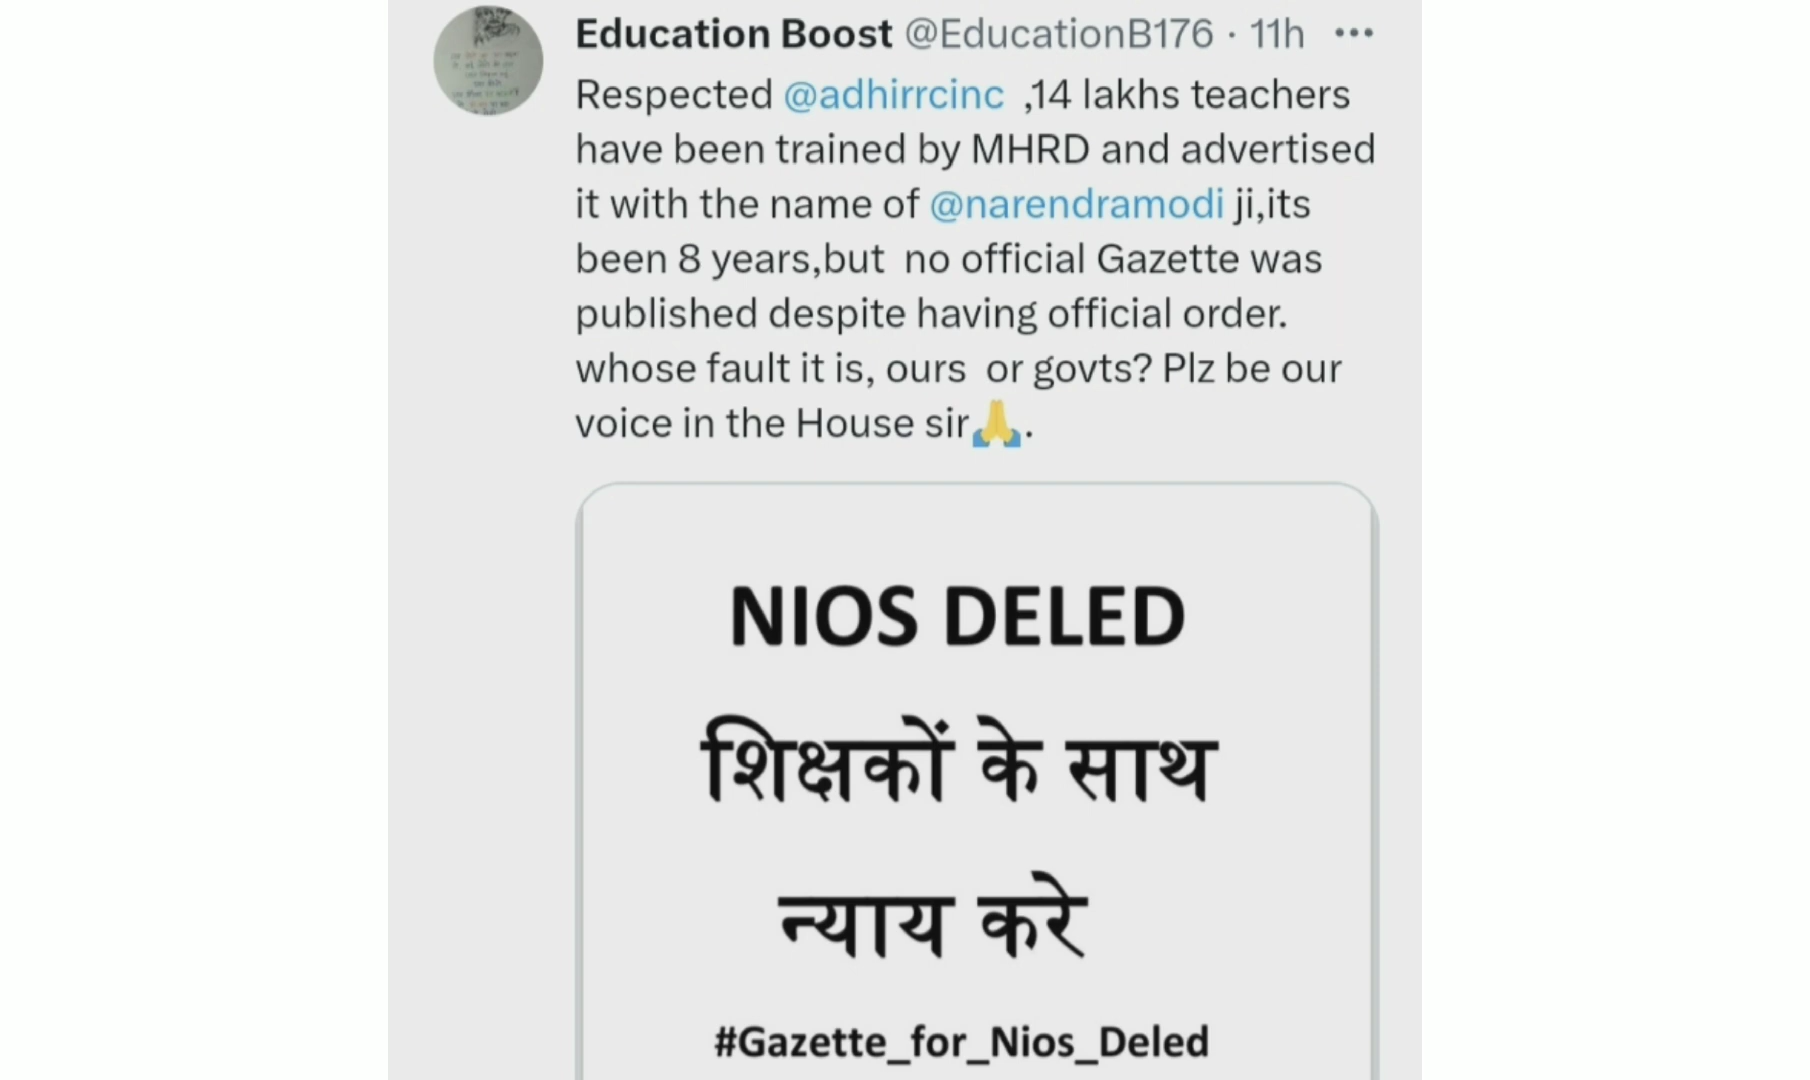 Education Boost @EducationB176 · 11h ...
Respected @adhirrcinc ,14 lakhs teachers
have been trained by MHRD and advertised
it with the name of @narendramodi ji,its
been 8 years,but no official Gazette was
published despite having official order.
whose fault it is, ours or govts? Plz be our
voice in the House sir🙏.
NIOS DELED
शिक्षकों के साथ
न्याय करे
#Gazette_for_Nios_Deled